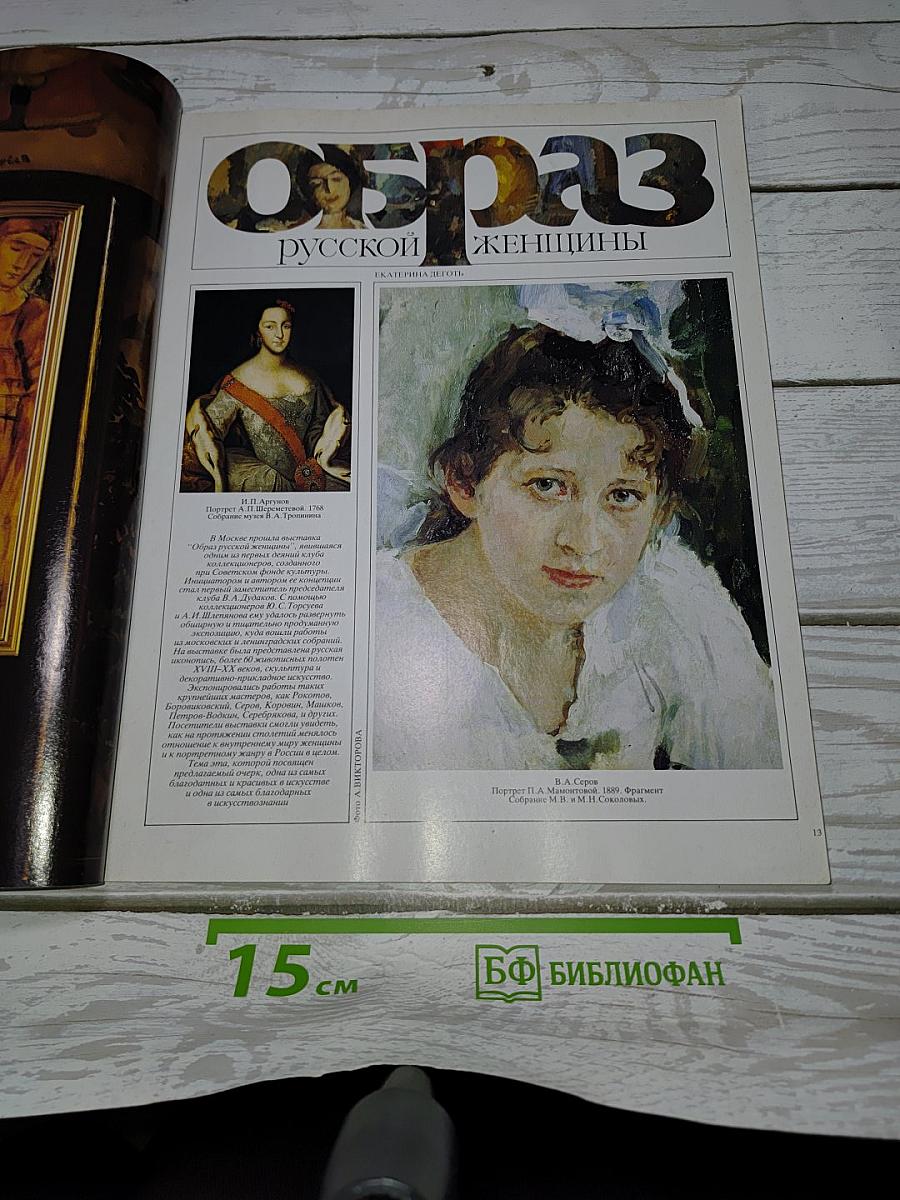 ОБРАЗ
РУССКОЙ ЖЕНЩИНЫ
ЕКАТЕРИНА ДЕГОТЬ
И.П.Аргунов
Портрет А.П.Шереметевой. 1768
Собрание музея В.А.Тропинина
В Москве прошла выставка
"Образ русской женщины", явившаяся
одним из первых деяний клуба
коллекционеров, созданного
при Советском фонде культуры.
Инициатором и автором ее концепции
стал первый заместитель председателя
клуба В.А.Дудаков. С помощью
коллекционеров Ю.С.Торсуева
и А.И.Шлепянова ему удалось развернуть
обширную и тщательно продуманную
экспозицию, куда вошли работы
из московских и ленинградских собраний.
На выставке была представлена русская
иконопись, более 60 живописных полотен
XVIII–XX веков, скульптура и
декоративно-прикладное искусство.
Экспонировались работы таких
крупнейших мастеров, как Рокотов,
Боровиковский, Серов, Коровин, Машков,
Петров-Водкин, Серебрякова, и других.
Посетители выставки смогли увидеть,
как на протяжении столетий менялось
отношение к внутреннему миру женщины
и к портретному жанру в России в целом.
Тема эта, которой посвящен
предлагаемый очерк, одна из самых
благодатных и красивых в искусстве
и одна из самых благодарных
в искусствознании
Фото А.ВИКТОРОВА
В.А.Серов
Портрет П.А.Мамонтовой. 1889. Фрагмент
Собрание М.В. и М.Н.Соколовых.
13
15 см
БФ БИБЛИОФАН